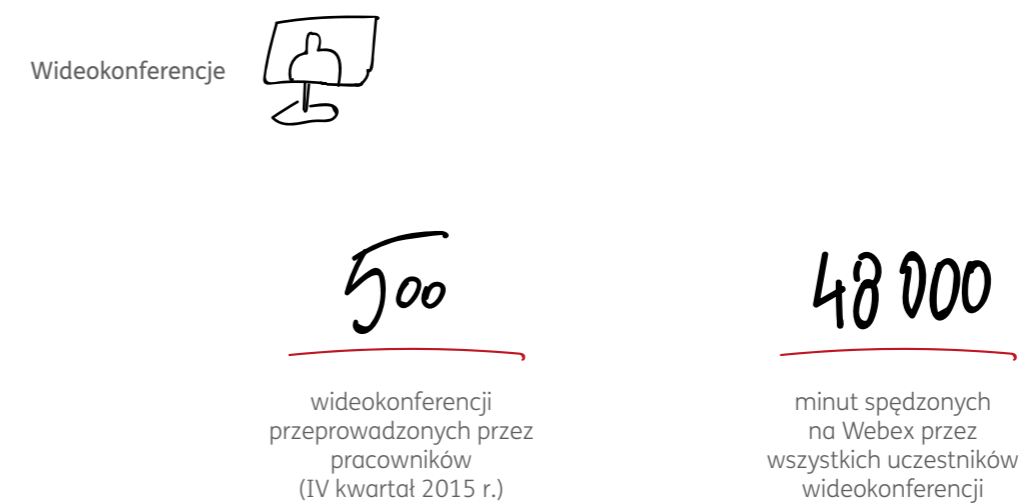 Wideokonferencje
500
wideokonferencji
przeprowadzonych przez
pracowników
(IV kwartał 2015 r.)
48 000
minut spędzonych
na Webex przez
wszystkich uczestników
wideokonferencji